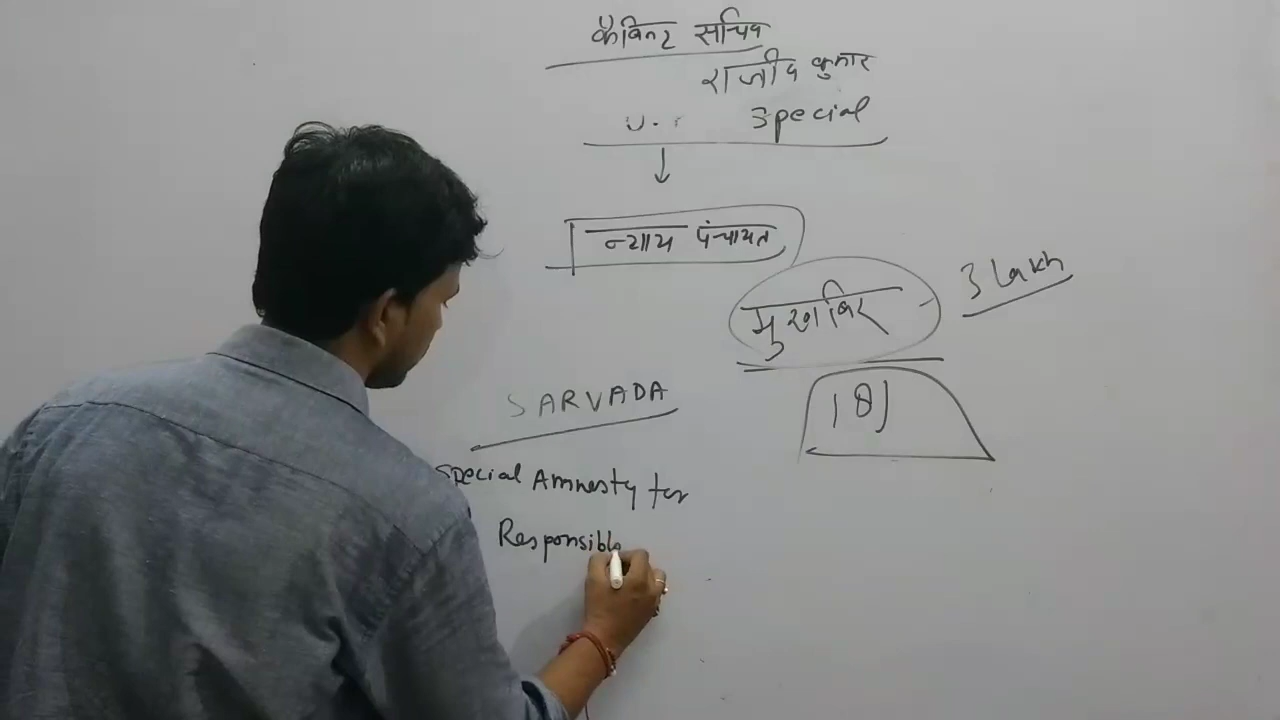 कैबिनेट सचिव
राजीव कुमार
Special
न्याय पंचायत
मुखबिर - 3 Lakh
181
SARVADA
Special Amnesty for
Responsible